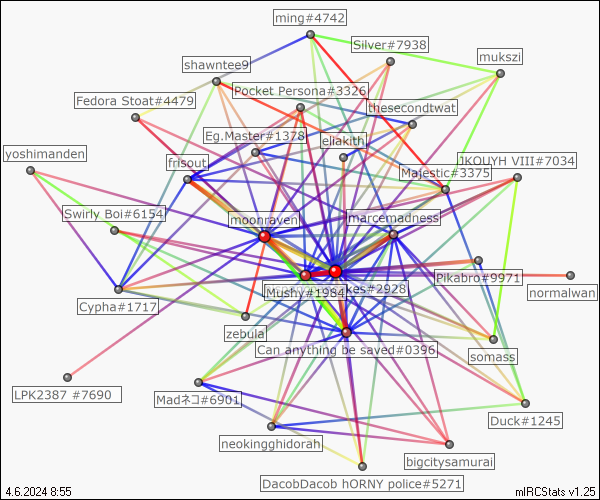 ming#4742
Silver#7938
mukszi
shawntee9
Pocket Persona#3326
Fedora Stoat#4479
thesecondtwat
Eg.Master#1378
eliakith
yoshimanden
frisout
KOUYH VIII#7034
Majestic#3375
Swirly Boi#6154
moonraven
marcemadness
Pikabro#9971
normalwan
Mushy#1984
kes#2928
Cypha#1717
zebula
Can anything be saved#0396
somass
LPK2387 #7690
Madネコ#6901
Duck#1245
neokingghidorah
bigcitysamurai
DacobDacob hORNY police#5271
4.6.2024 8:55
mIRCStats v1.25